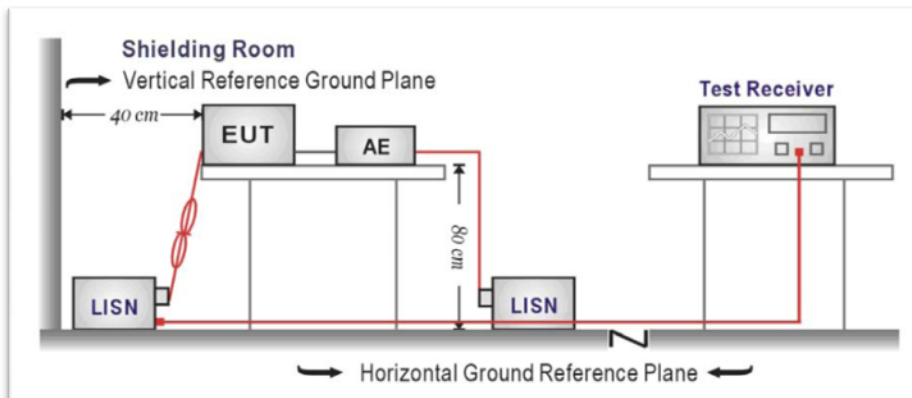 Shielding Room
Vertical Reference Ground Plane
40 cm
EUT
AE
Test Receiver
80 cm
LISN
LISN
Horizontal Ground Reference Plane